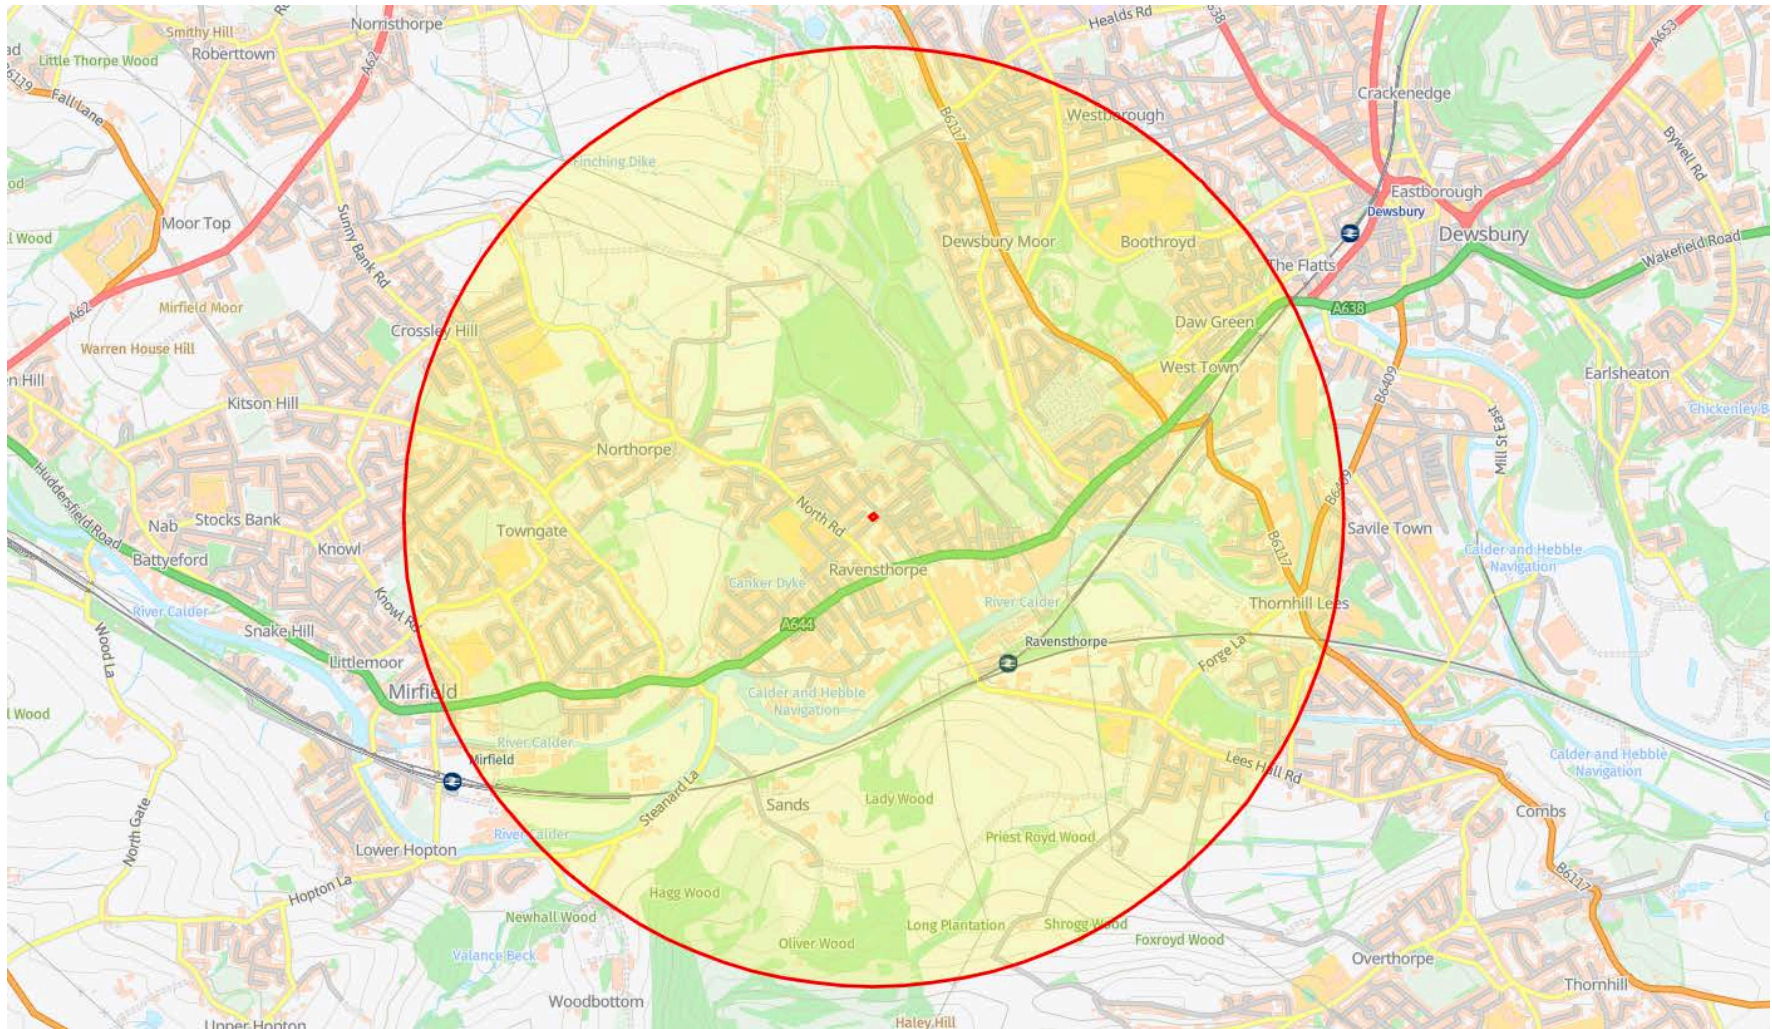 Norristhorpe
Healds Rd
A638
A653
Smithy Hill
Roberttown
Little Thorpe Wood
A62
B6119
Fall Lane
Crackenedge
Westborough
B6117
Bywell Rd
Finching Dike
Eastborough
Dewsbury
Moor Top
Sunny Bank Rd
Dewsbury Moor
Boothroyd
Dewsbury
The Flatts
Wakefield Road
Mirfield Moor
A62
A638
Crossley Hill
Daw Green
Warren House Hill
West Town
Earlsheaton
B6409
Kitson Hill
Chickenley B
Mill St East
Northorpe
Huddersfield Road
B6409
North Rd
Nab
Stocks Bank
Towngate
Savile Town
Knowl
B6117
Battyeford
Calder and Hebble
Navigation
Ravensthorpe
Canker Dyke
River Calder
Knowl Rd
River Calder
Thornhill Lees
A644
Snake Hill
Wood La
Ravensthorpe
Forge La
Littlemoor
Mirfield
Calder and Hebble
Navigation
River Calder
Mirfield
Lees Hall Rd
Calder and Hebble
Navigation
Steanard La
Sands
Lady Wood
Combs
North Gate
River Calder
Priest Royd Wood
Lower Hopton
B6117
Hopton La
Hagg Wood
Newhall Wood
Long Plantation
Shrogg Wood
Oliver Wood
Foxroyd Wood
Valance Beck
Overthorpe
Thornhill
Woodbottom
Upper Hopton
Haley Hill